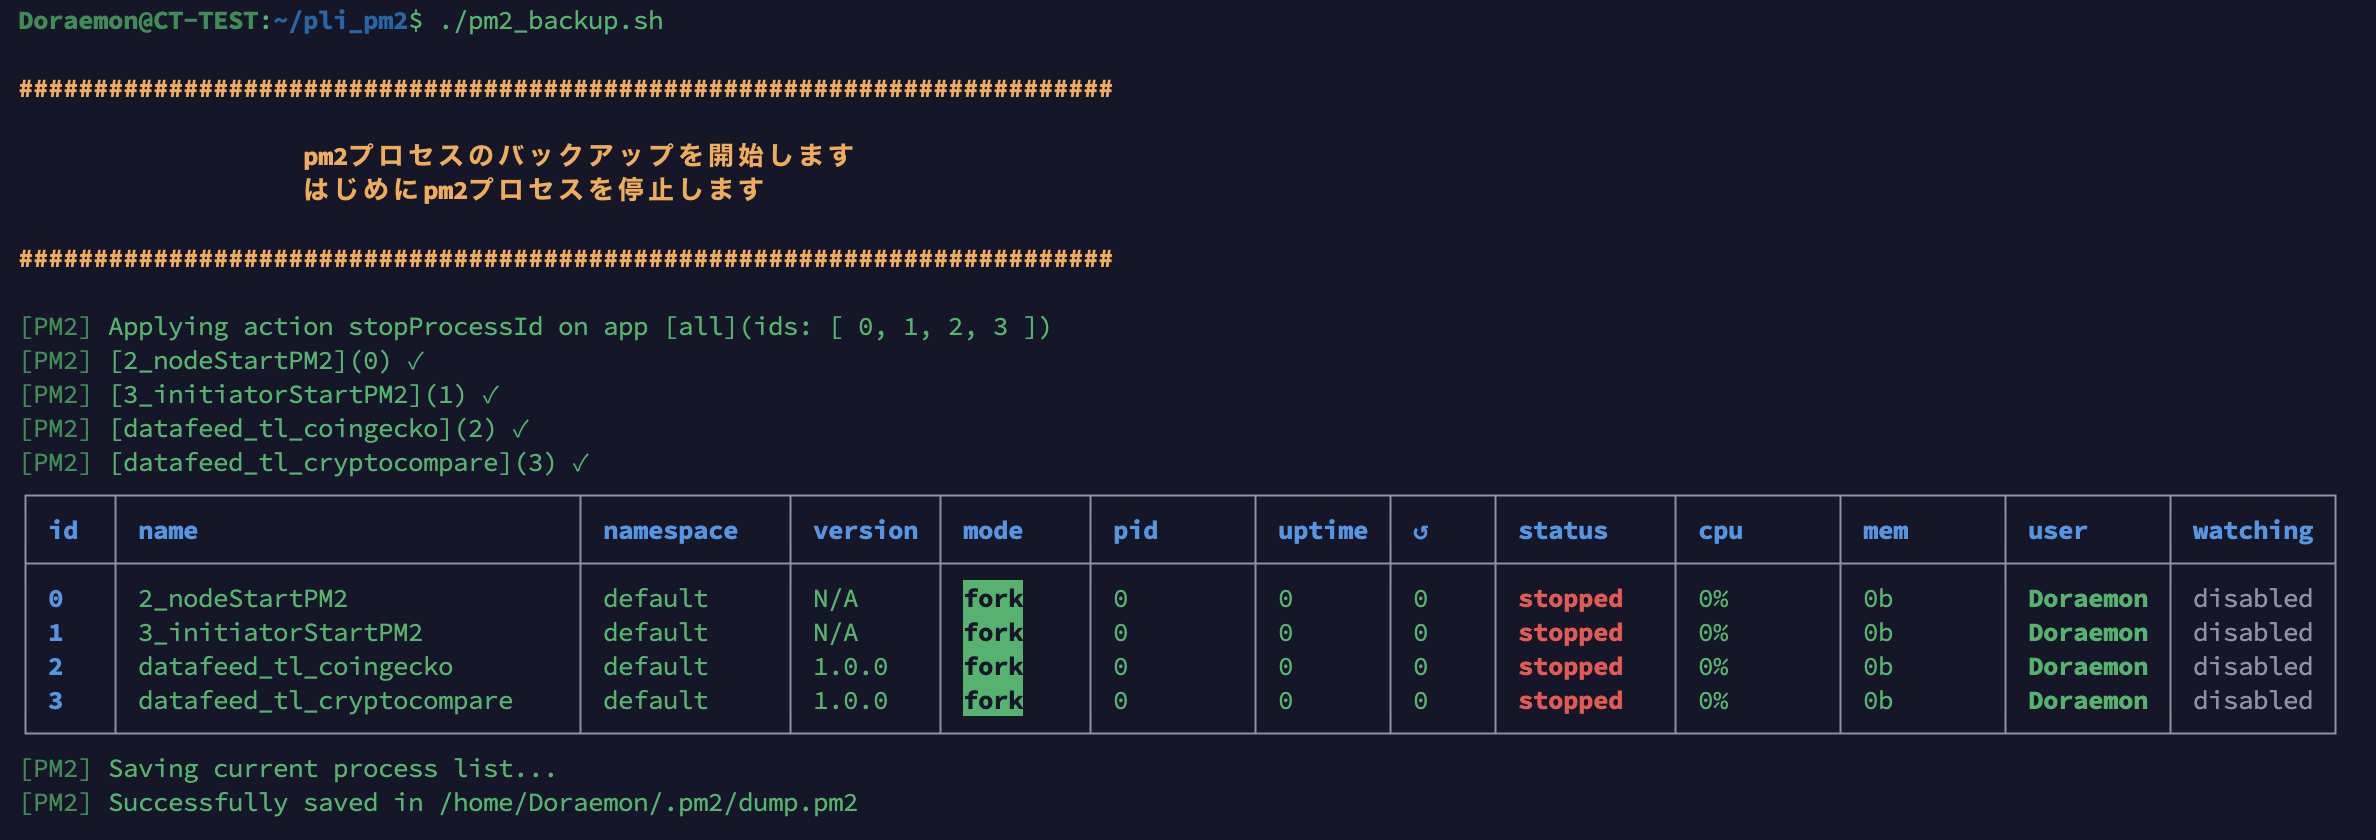 Doraemon@CT-TEST:~/pli_pm2$ ./pm2_backup.sh
#########################################################################
pm2プロセスのバックアップを開始します
はじめにpm2プロセスを停止します
#########################################################################
[PM2] Applying action stopProcessId on app [all](ids: [ 0, 1, 2, 3 ])
[PM2] [2_nodeStartPM2](0) ✓
[PM2] [3_initiatorStartPM2](1) ✓
[PM2] [datafeed_tl_coingecko](2) ✓
[PM2] [datafeed_tl_cryptocompare](3) ✓
id name namespace version mode pid uptime ↺ status cpu mem user watching
0 2_nodeStartPM2 default N/A fork 0 0 0 stopped 0% 0b Doraemon disabled
1 3_initiatorStartPM2 default N/A fork 0 0 0 stopped 0% 0b Doraemon disabled
2 datafeed_tl_coingecko default 1.0.0 fork 0 0 0 stopped 0% 0b Doraemon disabled
3 datafeed_tl_cryptocompare default 1.0.0 fork 0 0 0 stopped 0% 0b Doraemon disabled
[PM2] Saving current process list...
[PM2] Successfully saved in /home/Doraemon/.pm2/dump.pm2